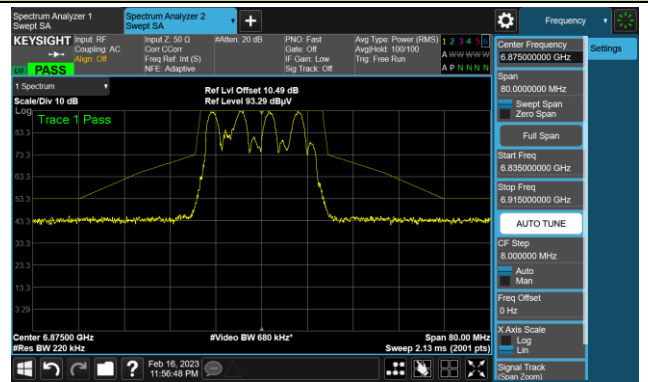 Spectrum Analyzer 1
Swept SA
Spectrum Analyzer 2
Swept SA
Frequency
KEYSIGHT
Input: RF
Coupling: AC
Align: Off
Input Z: 50 Ω
Corr CCorr
Freq Ref: Int (S)
NFE: Adaptive
#Atten: 20 dB
PNO: Fast
Gate: Off
IF Gain: Low
Sig Track: Off
Avg Type: Power (RMS)
Avg|Hold: 100/100
Trig: Free Run
1 2 3 4 5 6
A W W W W W
A P N N N N
PASS
1 Spectrum
Scale/Div 10 dB
Ref Lvl Offset 10.49 dB
Ref Level 93.29 dBµV
Log
Trace 1 Pass
83.3
73.3
63.3
53.3
43.3
33.3
23.3
13.3
3.29
Center 6.87500 GHz
#Res BW 220 kHz
#Video BW 680 kHz*
Span 80.00 MHz
Sweep 2.13 ms (2001 pts)
Center Frequency
6.875000000 GHz
Settings
Span
80.0000000 MHz
Swept Span
Zero Span
Full Span
Start Freq
6.835000000 GHz
Stop Freq
6.915000000 GHz
AUTO TUNE
CF Step
8.000000 MHz
Auto
Man
Freq Offset
0 Hz
X Axis Scale
Log
Lin
Signal Track
(Span Zoom)
Feb 16, 2023
11:56:48 PM